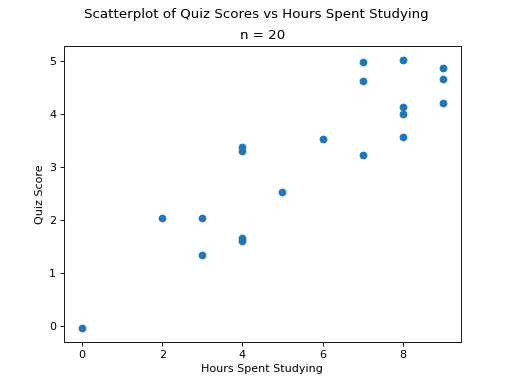 Scatterplot of Quiz Scores vs Hours Spent Studying
n = 20
5
4
3
2
1
0
Quiz Score
0 2 4 6 8
Hours Spent Studying